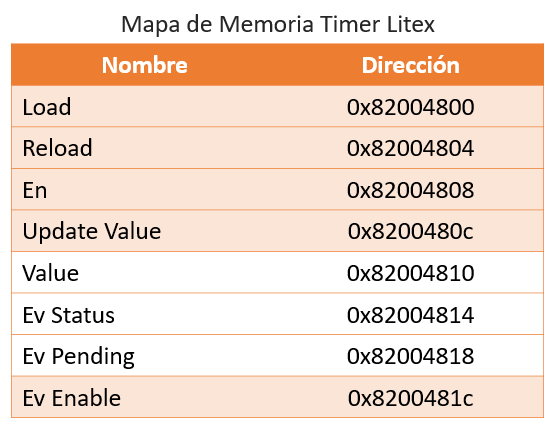 Mapa de Memoria Timer Litex
Nombre Dirección
Load 0x82004800
Reload 0x82004804
En 0x82004808
Update Value 0x8200480c
Value 0x82004810
Ev Status 0x82004814
Ev Pending 0x82004818
Ev Enable 0x8200481c